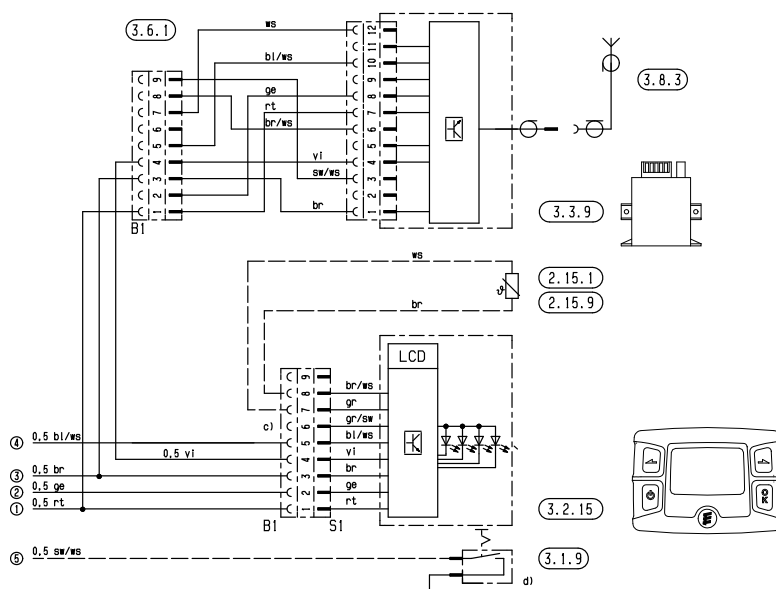 3.6.1
ws
12
11
bl/ws
10
9
9
3.8.3
8
ge
8
7
rt
7
6
br/ws
6
5
5
4
vi
4
3
sw/ws
3
2
2
1
br
1
3.3.9
B1
ws
2.15.1
br
2.15.9
LCD
9
8
br/ws
7
gr
c)
6
gr/sw
④ 0,5 bl/ws
5
bl/ws
0,5 vi
4
vi
③ 0,5 br
3
br
② 0,5 ge
2
ge
① 0,5 rt
1
rt
3.2.15
B1
S1
OK
⑤ 0,5 sw/ws
3.1.9
d)